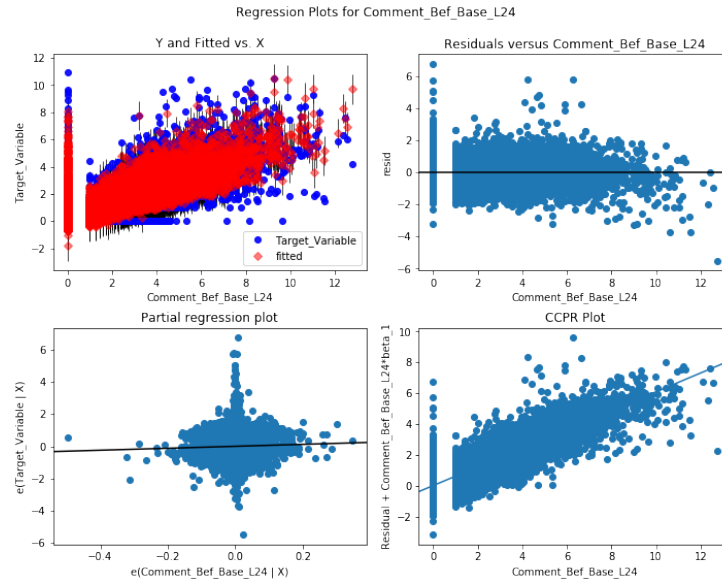 Regression Plots for Comment_Bef_Base_L24
Y and Fitted vs. X
Target_Variable
12
10
8
6
4
2
0
−2
0 2 4 6 8 10 12
Comment_Bef_Base_L24
Target_Variable
fitted
Residuals versus Comment_Bef_Base_L24
resid
6
4
2
0
−2
−4
−6
0 2 4 6 8 10 12
Comment_Bef_Base_L24
Partial regression plot
e(Target_Variable | X)
6
4
2
0
−2
−4
−6
−0.4 −0.2 0.0 0.2
e(Comment_Bef_Base_L24 | X)
CCPR Plot
Residual + Comment_Bef_Base_L24*beta_1
10
8
6
4
2
0
−2
0 2 4 6 8 10 12
Comment_Bef_Base_L24